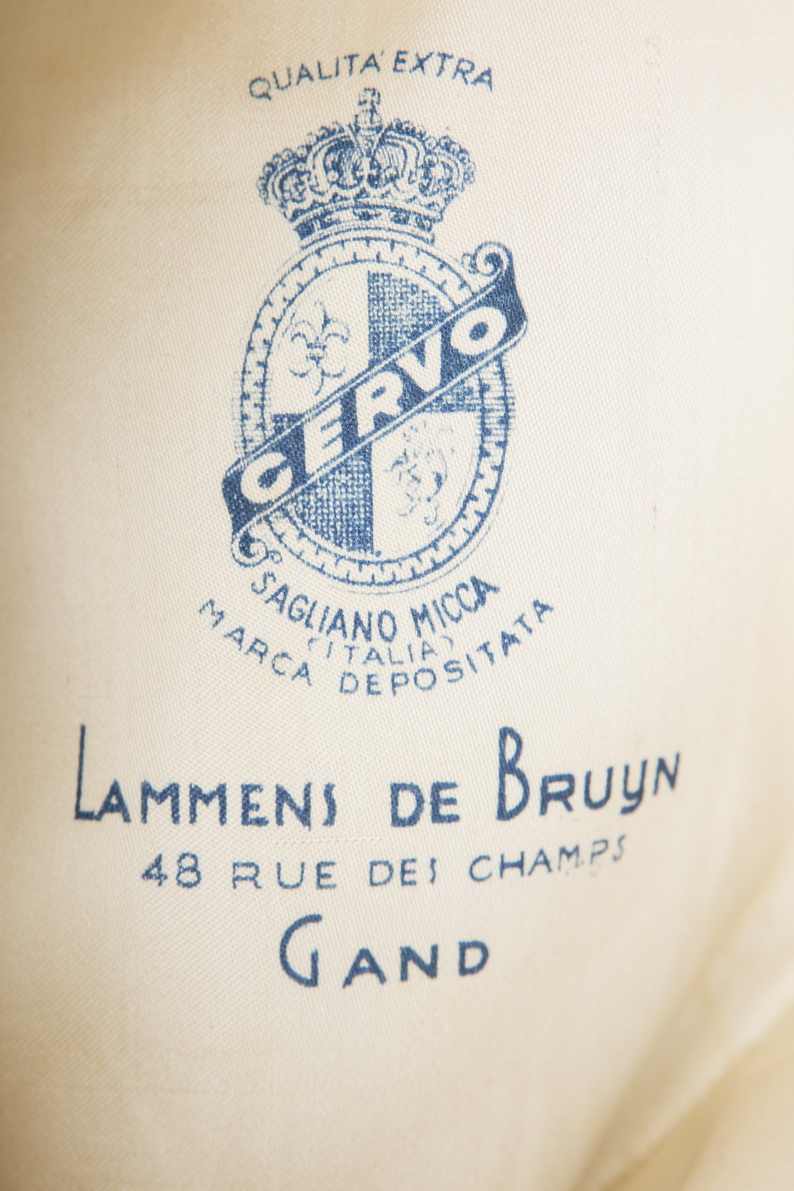 QUALITA' EXTRA
CERVO
SAGLIANO MICCA
(ITALIA)
MARCA DEPOSITATA
LAMMENS DE BRUYN
48 RUE DES CHAMPS
GAND